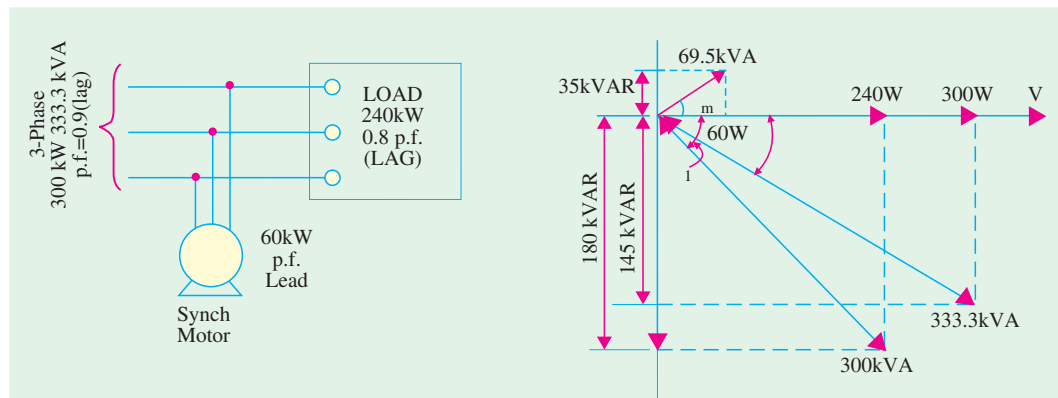 3-Phase
300 kW 333.3 kVA
p.f.=0.9(lag)
LOAD
240kW
0.8 p.f.
(LAG)
60kW
p.f.
Lead
Synch
Motor
69.5kVA
35kVAR
m
60W
l
240W
300W
V
180 kVAR
145 kVAR
333.3kVA
300kVA